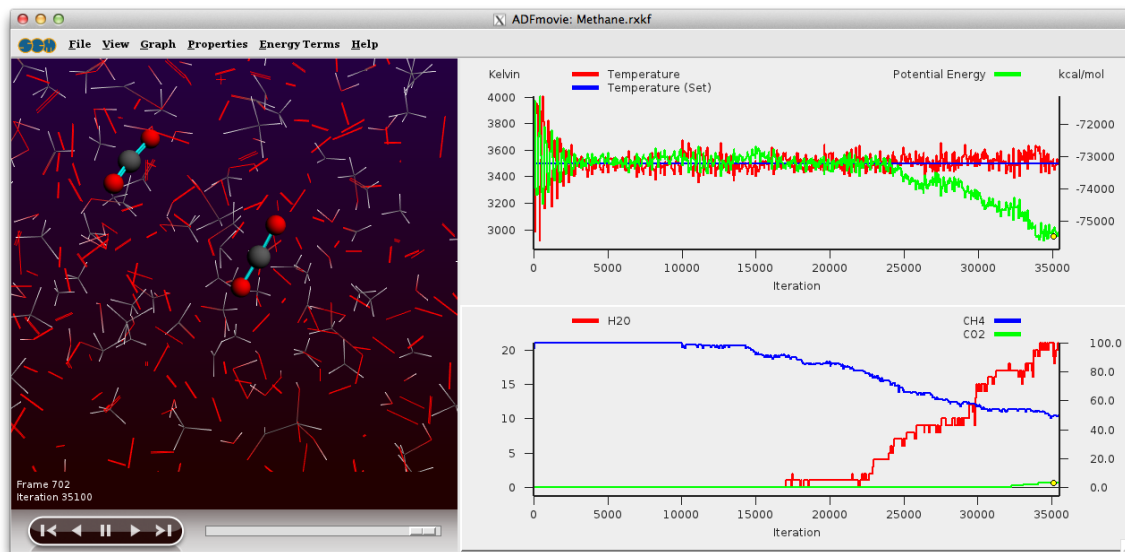 ADFmovie: Methane.rxkf
SCM File View Graph Properties Energy Terms Help
Frame 702
Iteration 35100
Kelvin Temperature Potential Energy kcal/mol
Temperature (Set)
4000
3800
3600
3400
3200
3000
-72000
-73000
-74000
-75000
0 5000 10000 15000 20000 25000 30000 35000
Iteration
H2O CH4
CO2
20
15
10
5
0
100.0
80.0
60.0
40.0
20.0
0.0
0 5000 10000 15000 20000 25000 30000 35000
Iteration